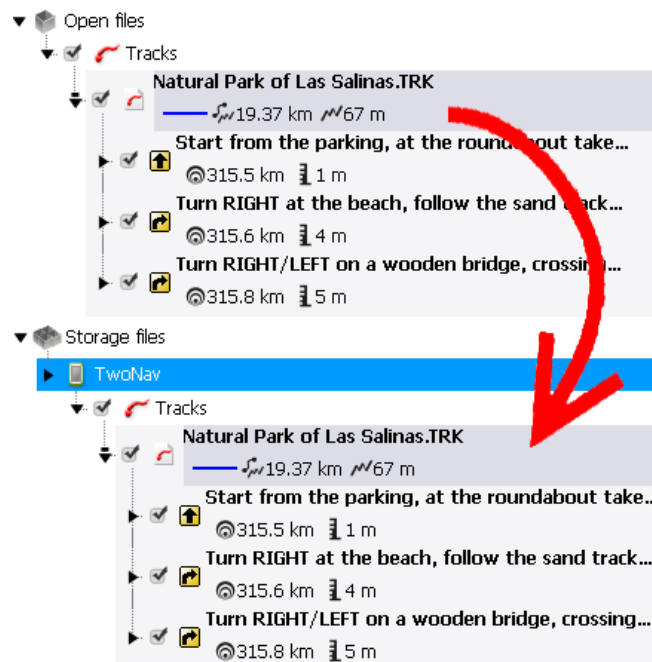 Open files
Tracks
Natural Park of Las Salinas.TRK
19.37 km 67 m
Start from the parking, at the roundabout take...
315.5 km 1 m
Turn RIGHT at the beach, follow the sand track...
315.6 km 4 m
Turn RIGHT/LEFT on a wooden bridge, crossing...
315.8 km 5 m
Storage files
TwoNav
Tracks
Natural Park of Las Salinas.TRK
19.37 km 67 m
Start from the parking, at the roundabout take..
315.5 km 1 m
Turn RIGHT at the beach, follow the sand track...
315.6 km 4 m
Turn RIGHT/LEFT on a wooden bridge, crossing...
315.8 km 5 m